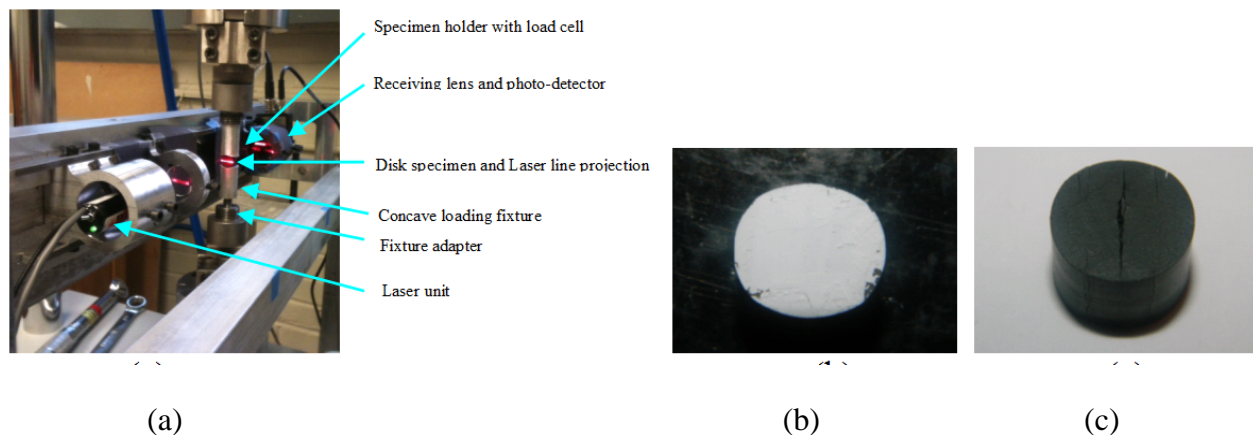 Specimen holder with load cell
Receiving lens and photo-detector
Disk specimen and Laser line projection
Concave loading fixture
Fixture adapter
Laser unit
(a)
(b)
(c)